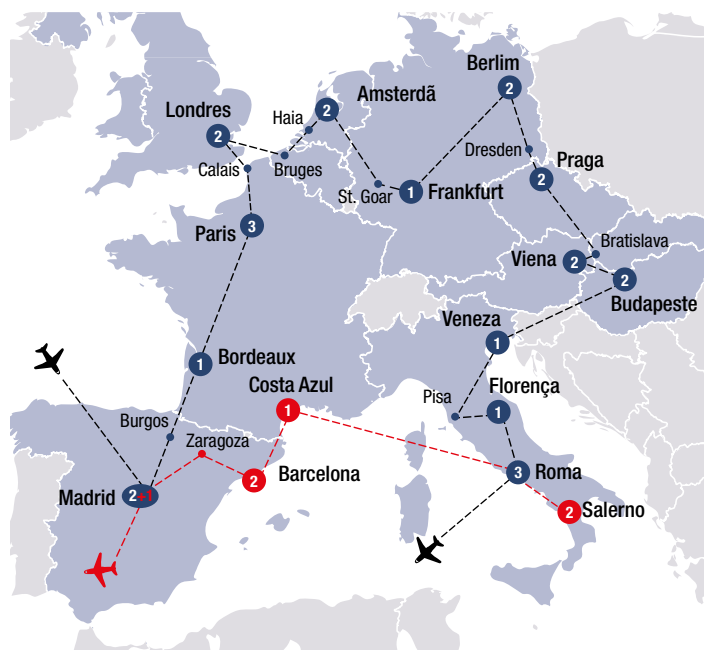 Berlim
2
Londres
2
Haia
2
Amsterdã
Calais
Bruges
Dresden
Praga
2
St. Goar
1
Frankfurt
Paris
3
Bratislava
Viena
2
2
Budapeste
Veneza
1
Bordeaux
1
Costa Azul
1
Pisa
Florença
1
Burgos
Zaragoza
Barcelona
2
Roma
3
Madrid
2+1
Salerno
2